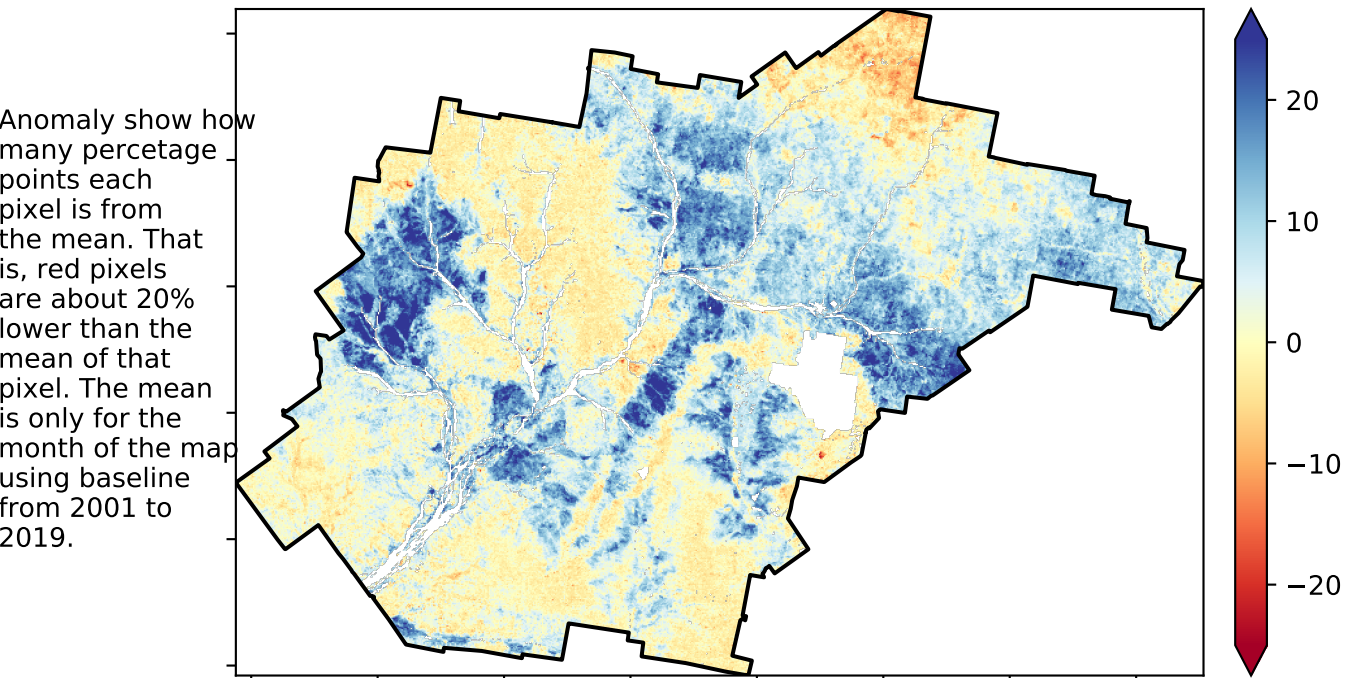 Anomaly show how
many percetage
points each
pixel is from
the mean. That
is, red pixels
are about 20%
lower than the
mean of that
pixel. The mean
is only for the
month of the map
using baseline
from 2001 to
2019.
20
10
0
−10
−20